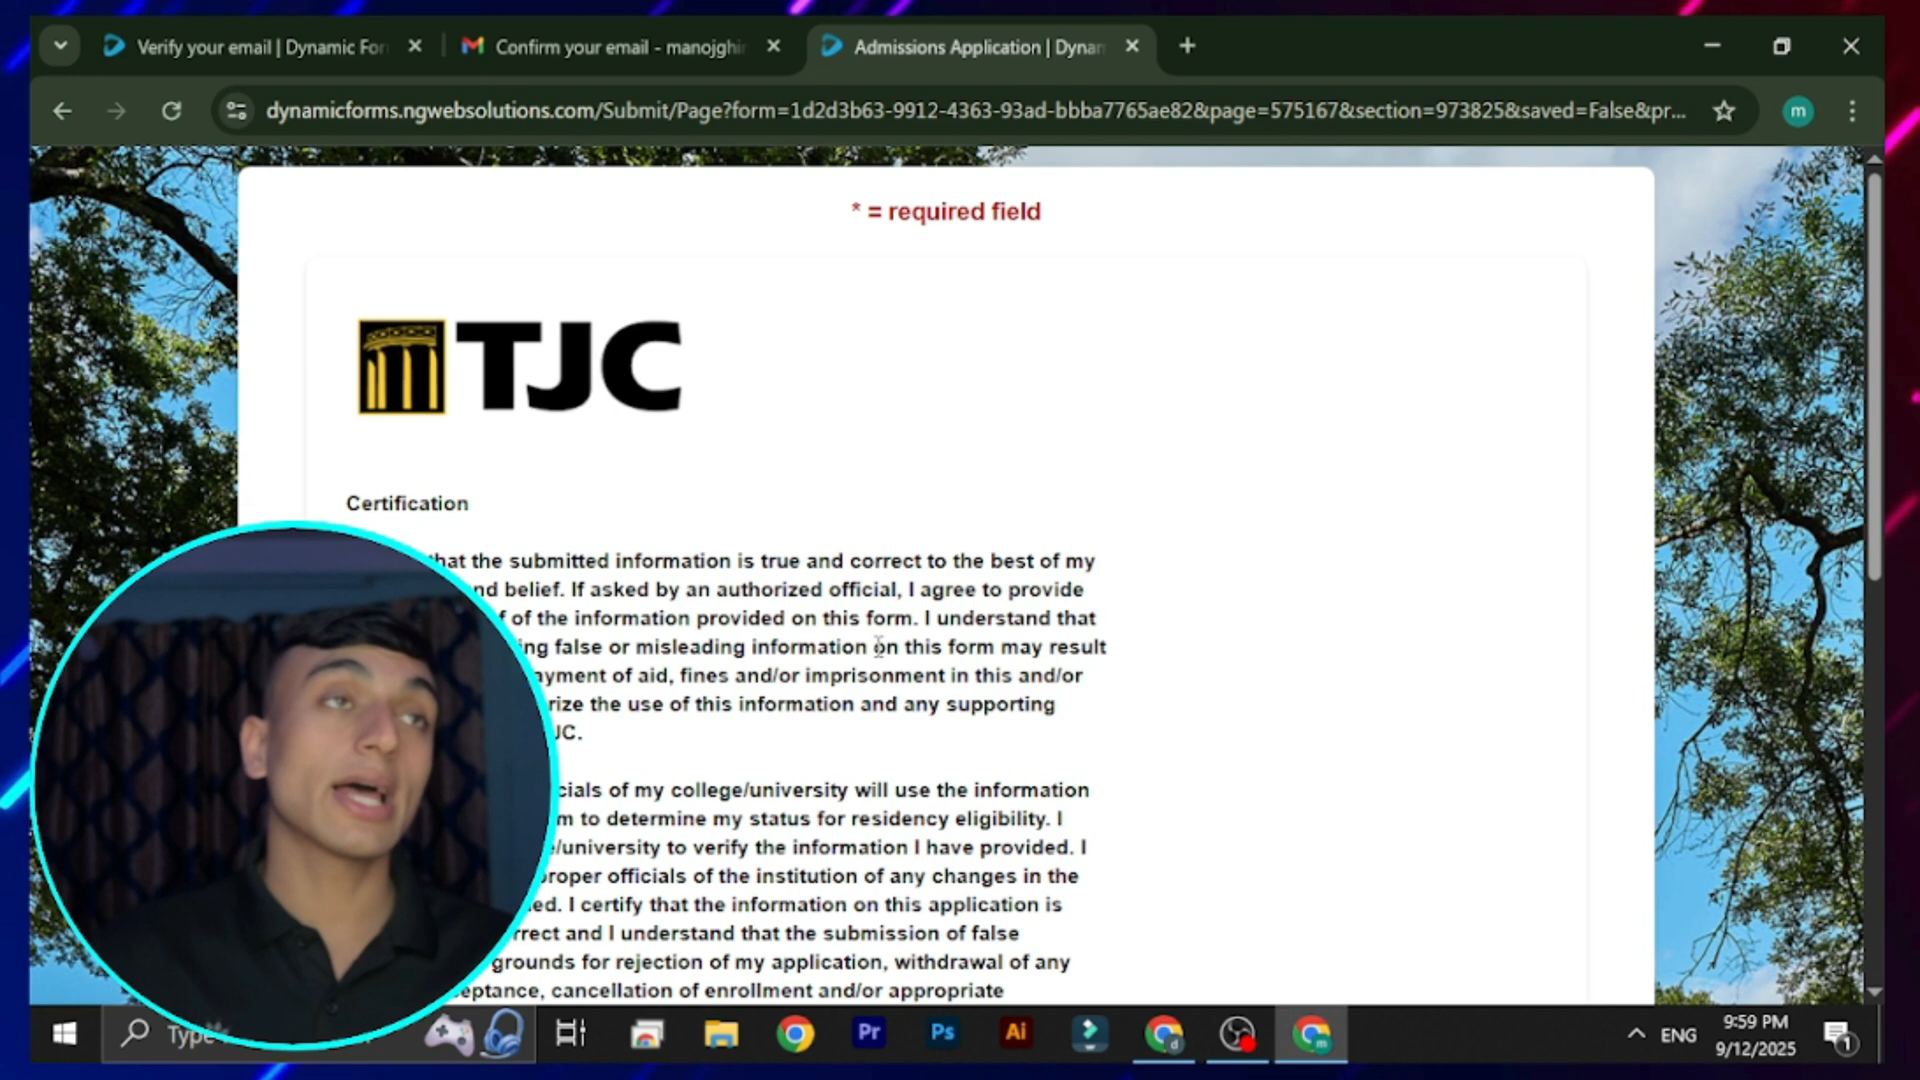 Verify your email | Dynamic For
Confirm your email - manojghir
Admissions Application | Dynam
dynamicforms.ngwebsolutions.com/Submit/Page?form=1d2d3b63-9912-4363-93ad-bbba7765ae82&page=575167&section=973825&saved=False&pr...
m
* = required field
TJC
Certification
that the submitted information is true and correct to the best of my
nd belief. If asked by an authorized official, I agree to provide
f of the information provided on this form. I understand that
ing false or misleading information on this form may result
ayment of aid, fines and/or imprisonment in this and/or
rize the use of this information and any supporting
JC.
cials of my college/university will use the information
m to determine my status for residency eligibility. I
e/university to verify the information I have provided. I
proper officials of the institution of any changes in the
ed. I certify that the information on this application is
rrect and I understand that the submission of false
grounds for rejection of my application, withdrawal of any
eptance, cancellation of enrollment and/or appropriate
Type
Pr
Ps
Ai
d
m
ENG
9:59 PM
9/12/2025
1